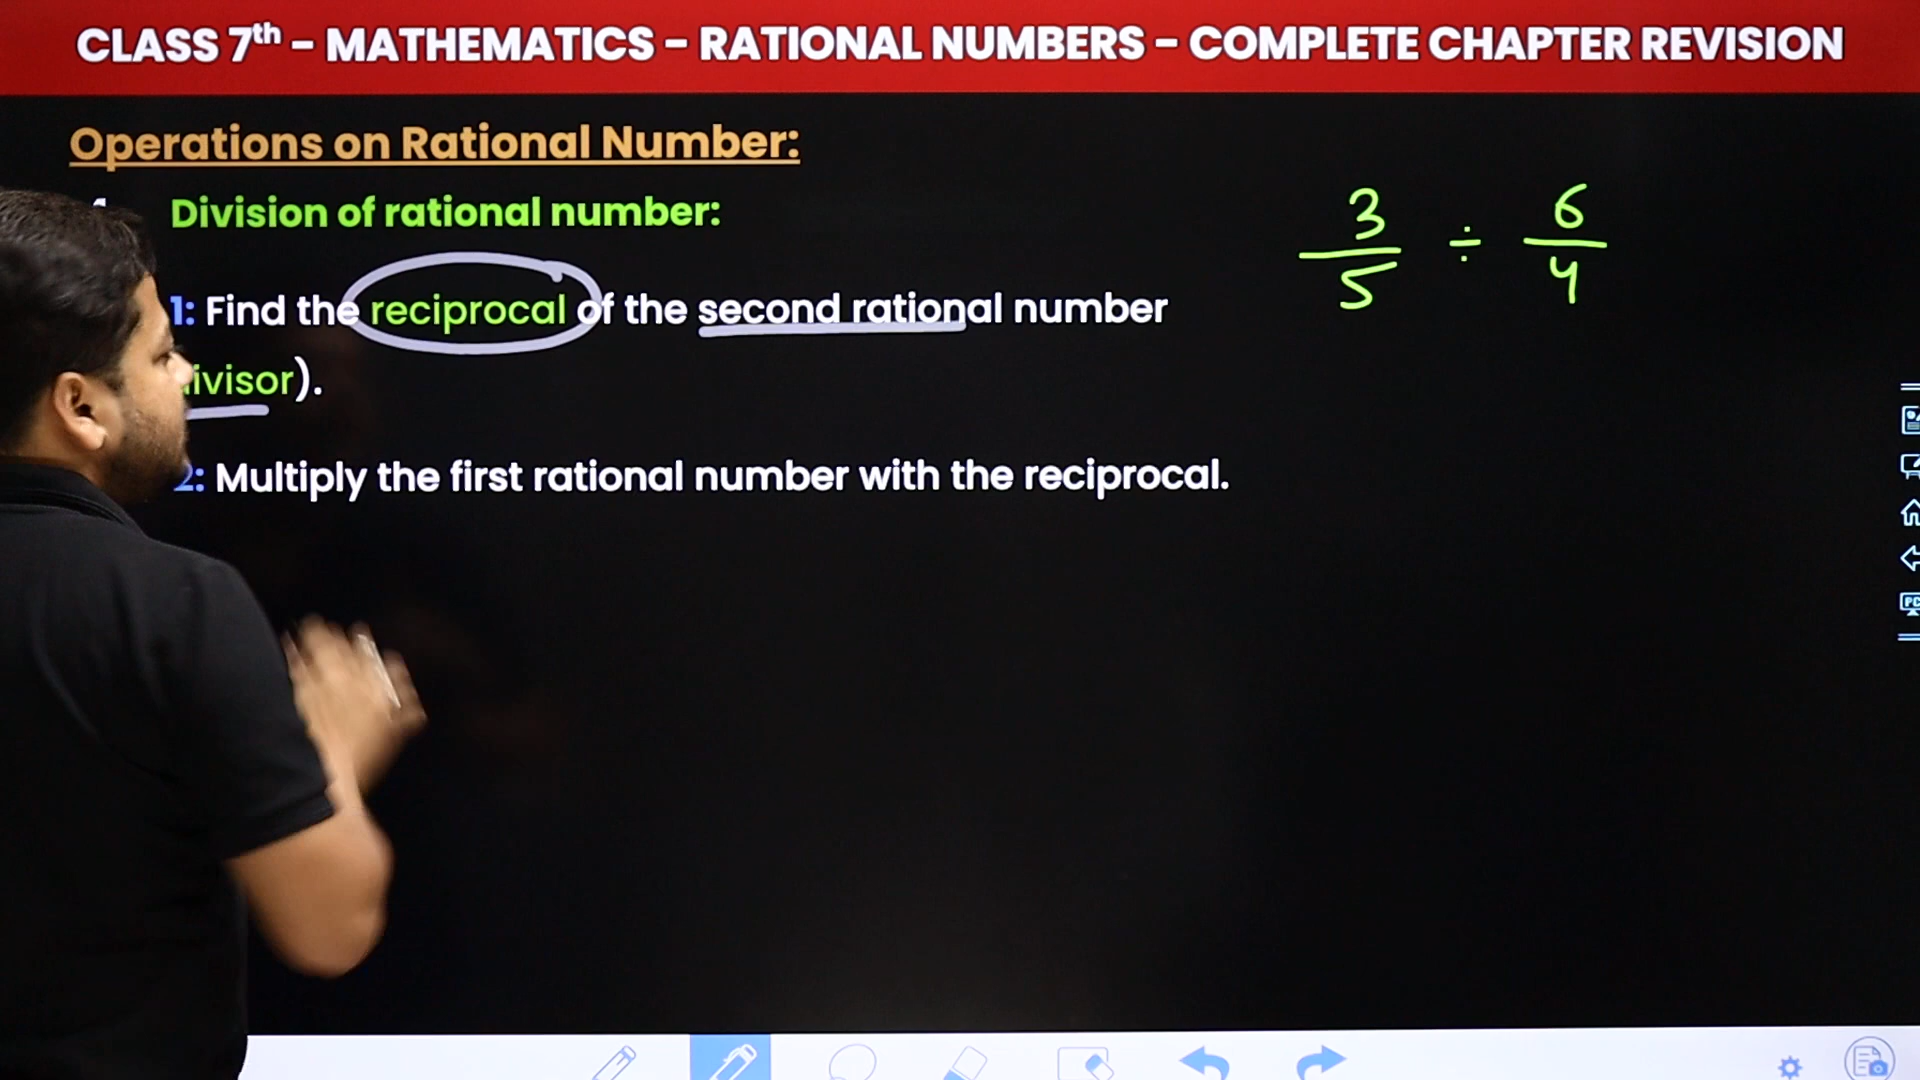 CLASS 7th - MATHEMATICS - RATIONAL NUMBERS - COMPLETE CHAPTER REVISION
Operations on Rational Number:
Division of rational number:
1: Find the reciprocal of the second rational number
divisor).
2: Multiply the first rational number with the reciprocal.
3/5 ÷ 6/4